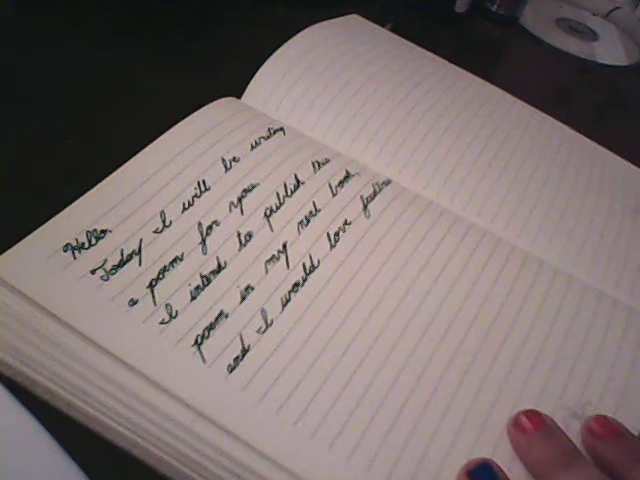 Hello.
Today I will be writing
a poem for you.
I intend to publish this
poem in my next book,
and I would love